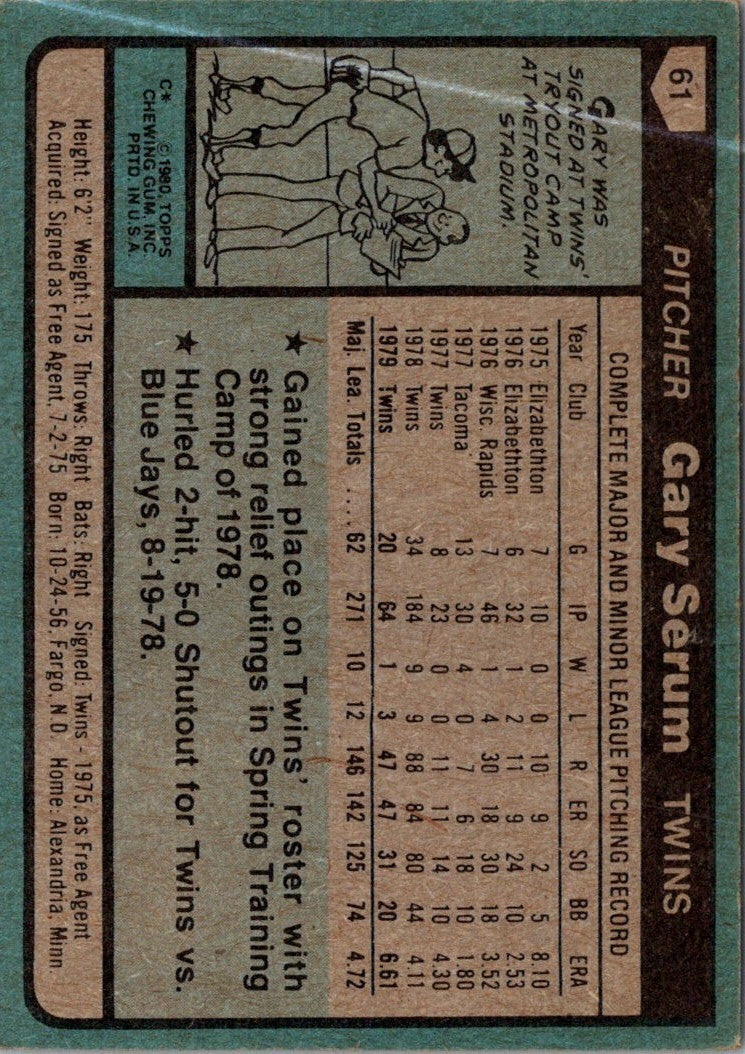 61 PITCHER Gary Serum TWINS
GARY WAS
SIGNED AT TWINS'
TRYOUT CAMP
AT METROPOLITAN
STADIUM.
C* © 1980, TOPPS
CHEWING GUM, INC.
PRTD. IN U.S.A.
COMPLETE MAJOR AND MINOR LEAGUE PITCHING RECORD
Year Club G IP W L R ER SO BB ERA
1975 Elizabethton 7 10 0 0 10 9 2 5 8.10
1976 Elizabethton 6 32 1 2 11 9 24 10 2.53
1976 Wisc. Rapids 7 46 1 4 30 18 30 18 3.52
1977 Tacoma 13 30 4 0 7 6 18 10 1.80
1977 Twins 8 23 0 0 11 11 14 10 4.30
1978 Twins 34 184 9 9 88 84 80 44 4.11
1979 Twins 20 64 1 3 47 47 31 20 6.61
Maj. Lea. Totals .... 62 271 10 12 146 142 125 74 4.72
★ Gained place on Twins' roster with
strong relief outings in Spring Training
Camp of 1978.
★ Hurled 2-hit, 5-0 Shutout for Twins vs.
Blue Jays, 8-19-78.
Height: 6'2" Weight: 175 Throws: Right Bats: Right Signed: Twins - 1975, as Free Agent
Acquired: Signed as Free Agent, 7-2-75 Born: 10-24-56, Fargo, N D Home: Alexandria, Minn